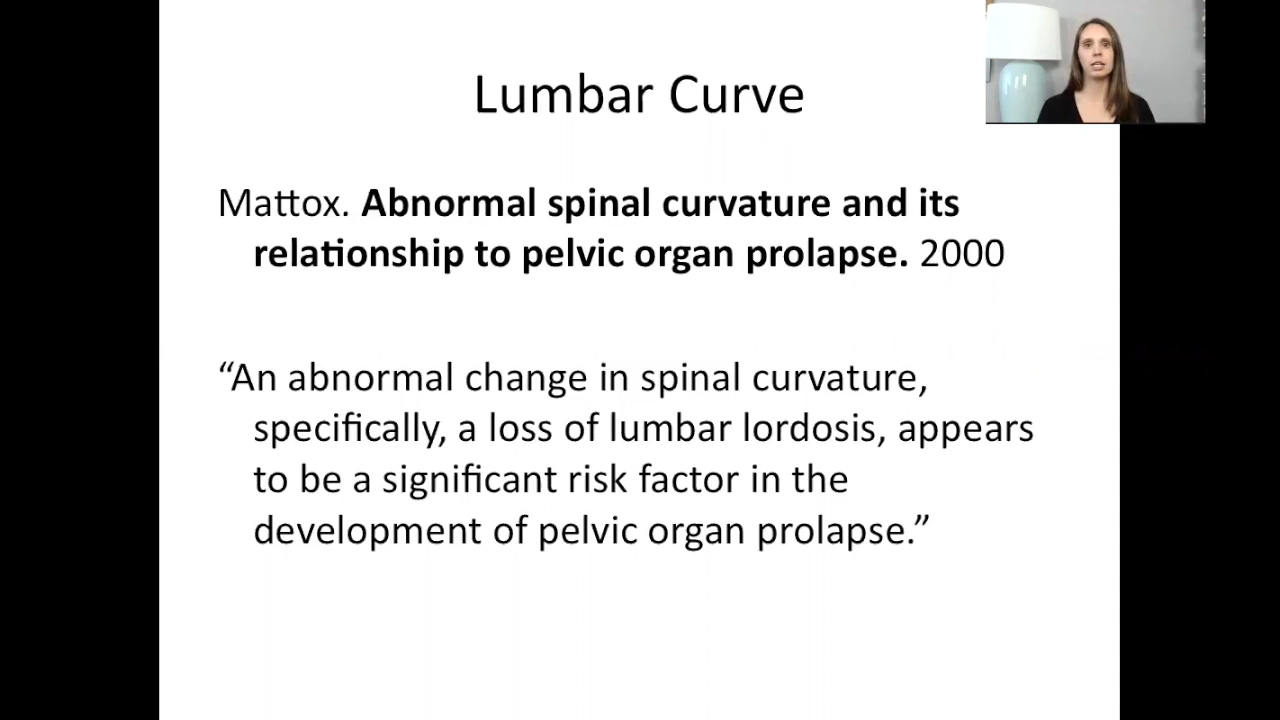 Lumbar Curve
Mattox. Abnormal spinal curvature and its
relationship to pelvic organ prolapse. 2000
“An abnormal change in spinal curvature,
specifically, a loss of lumbar lordosis, appears
to be a significant risk factor in the
development of pelvic organ prolapse.”